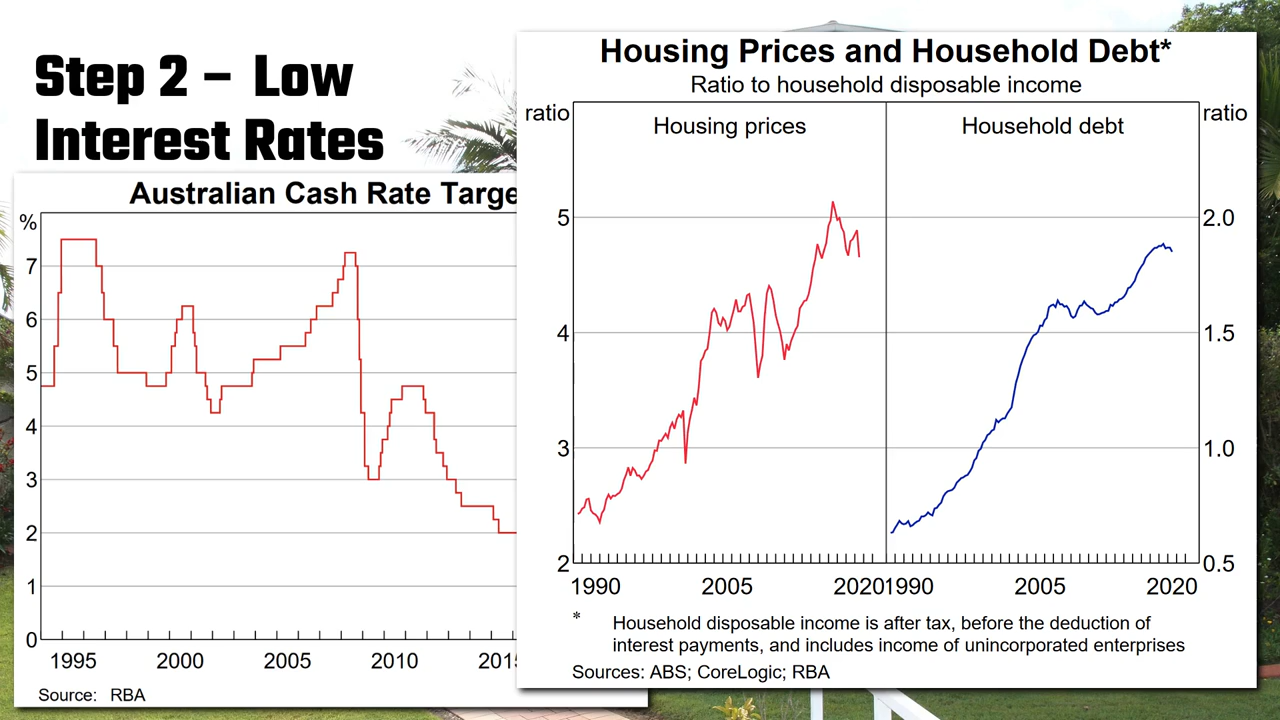 Step 2 – Low
Interest Rates
Australian Cash Rate Targe
%
7
6
5
4
3
2
1
0
1995 2000 2005 2010 201
Source: RBA
Housing Prices and Household Debt*
Ratio to household disposable income
ratio ratio
Housing prices Household debt
5 2.0
4 1.5
3 1.0
2 0.5
1990 2005 2020 1990 2005 2020
* Household disposable income is after tax, before the deduction of
interest payments, and includes income of unincorporated enterprises
Sources: ABS; CoreLogic; RBA